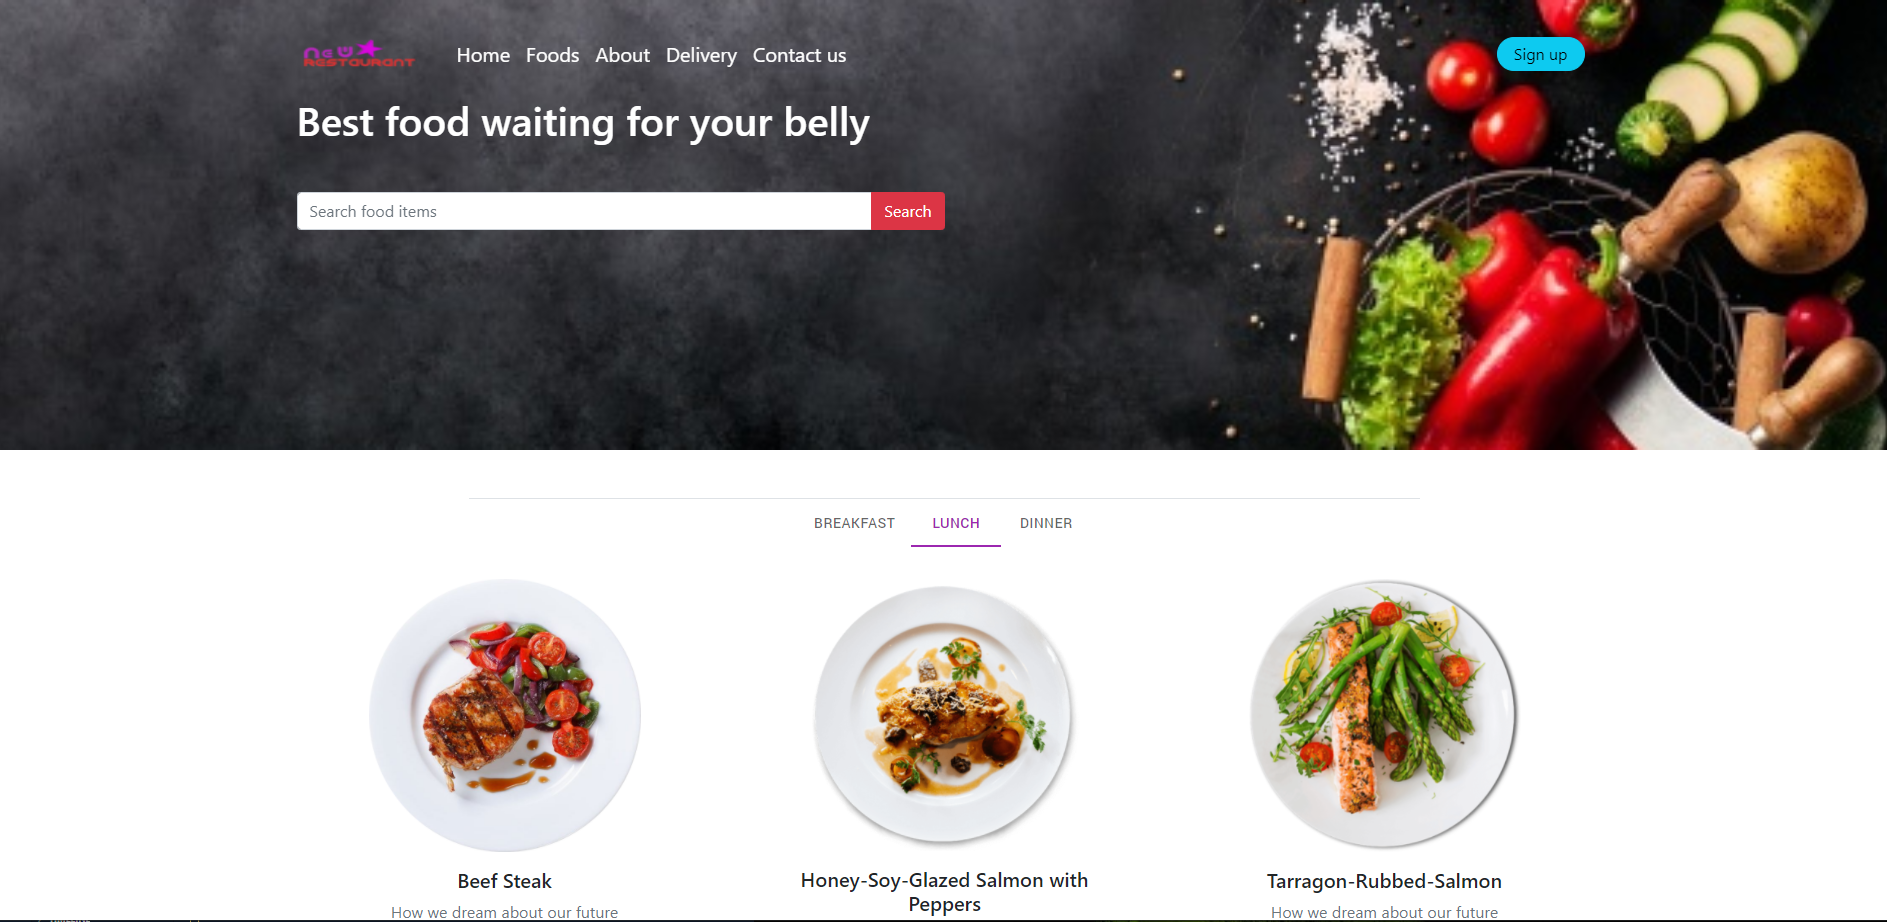 new
RESTAURANT
Home Foods About Delivery Contact us
Sign up
Best food waiting for your belly
Search food items Search
BREAKFAST LUNCH DINNER
Beef Steak
How we dream about our future
Honey-Soy-Glazed Salmon with
Peppers
Tarragon-Rubbed-Salmon
How we dream about our future